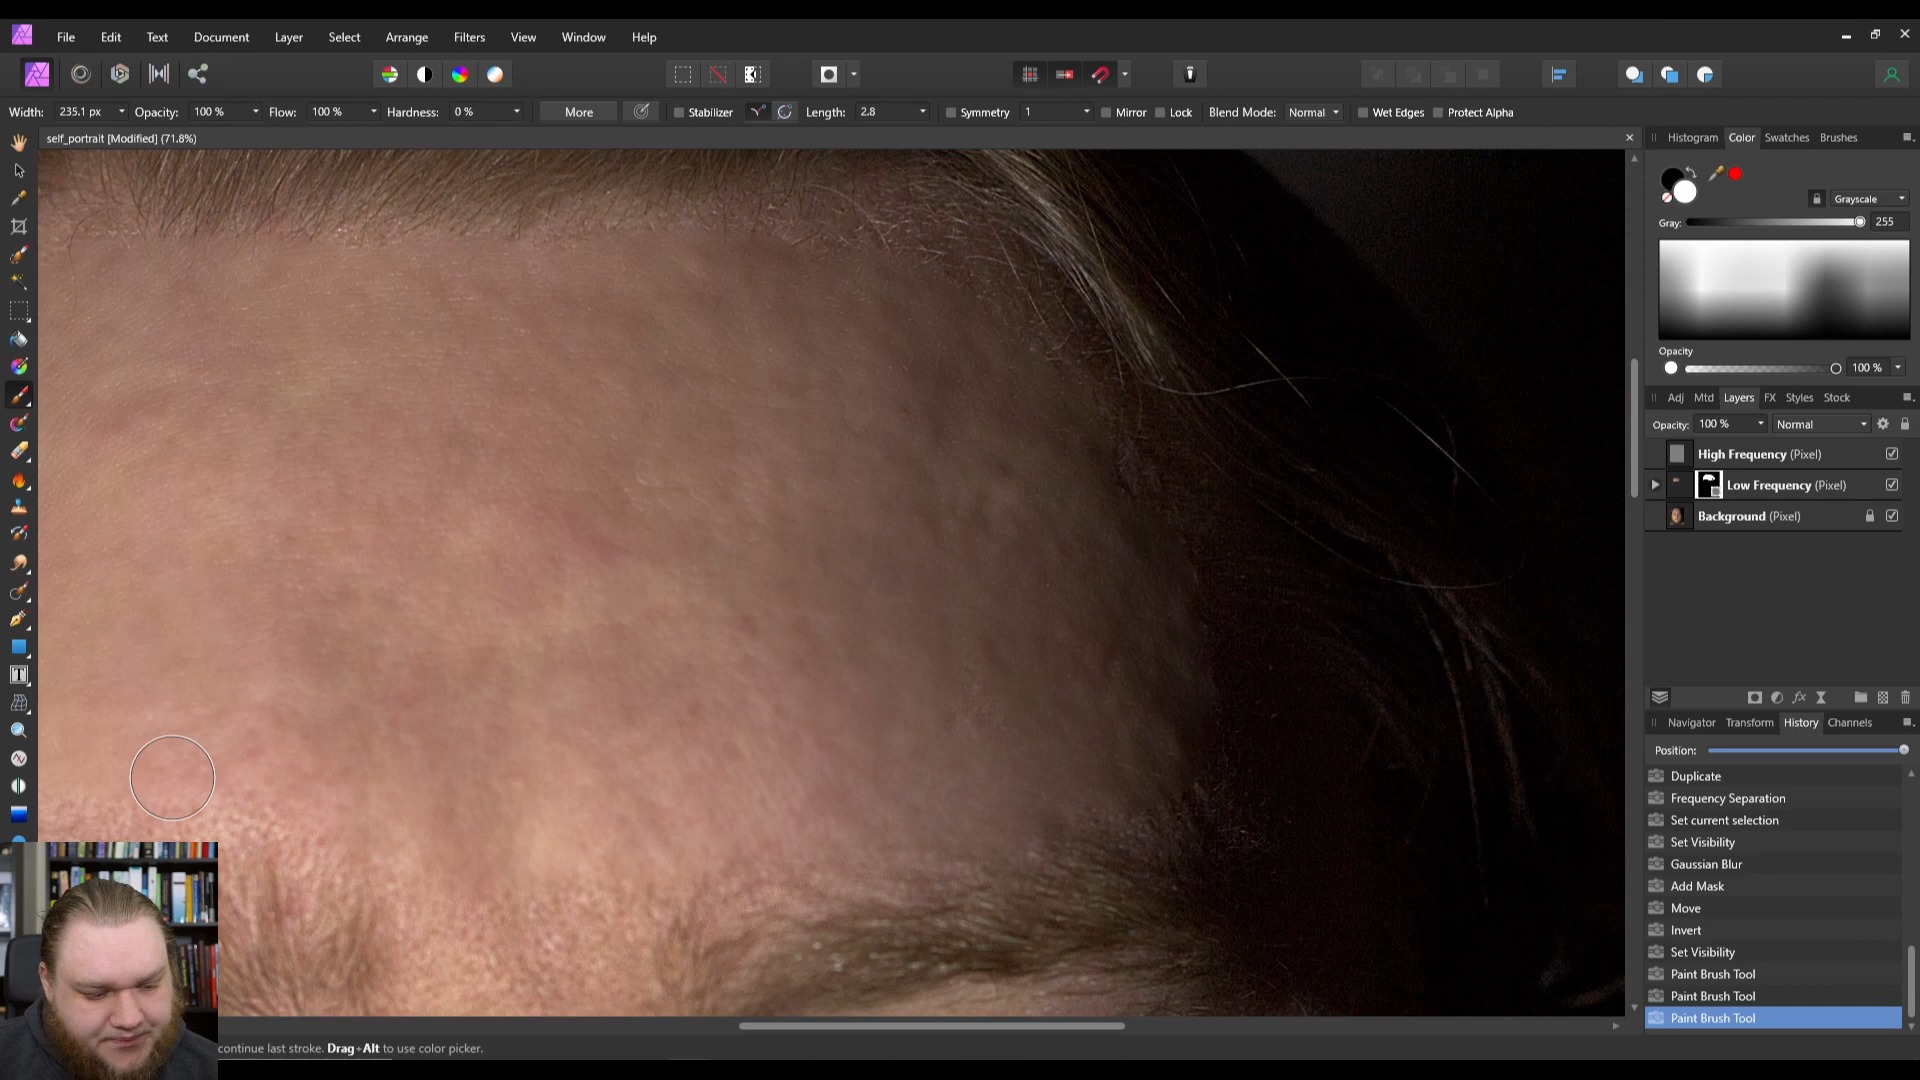 File Edit Text Document Layer Select Arrange Filters View Window Help
Width: 235.1 px Opacity: 100 % Flow: 100 % Hardness: 0 % More Stabilizer Length: 2.8 Symmetry 1 Mirror Lock Blend Mode: Normal Wet Edges Protect Alpha
self_portrait [Modified] (71.8%)
Histogram Color Swatches Brushes
Grayscale
Gray: 255
Opacity
100 %
Adj Mtd Layers FX Styles Stock
Opacity: 100 % Normal
High Frequency (Pixel)
Low Frequency (Pixel)
Background (Pixel)
Navigator Transform History Channels
Position:
Duplicate
Frequency Separation
Set current selection
Set Visibility
Gaussian Blur
Add Mask
Move
Invert
Set Visibility
Paint Brush Tool
Paint Brush Tool
Paint Brush Tool
continue last stroke. Drag+Alt to use color picker.